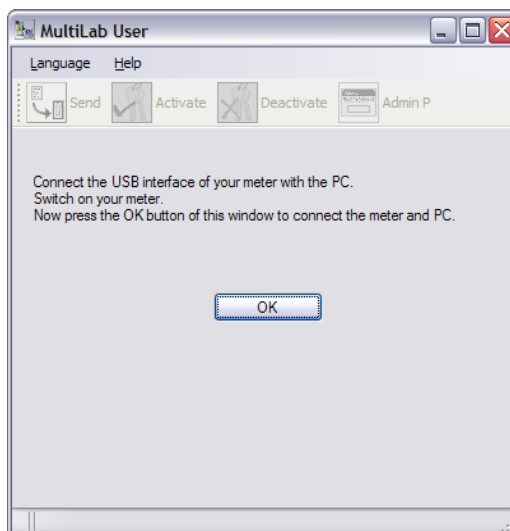 MultiLab User
Language Help
Send Activate Deactivate Admin P
Connect the USB interface of your meter with the PC.
Switch on your meter.
Now press the OK button of this window to connect the meter and PC.
OK